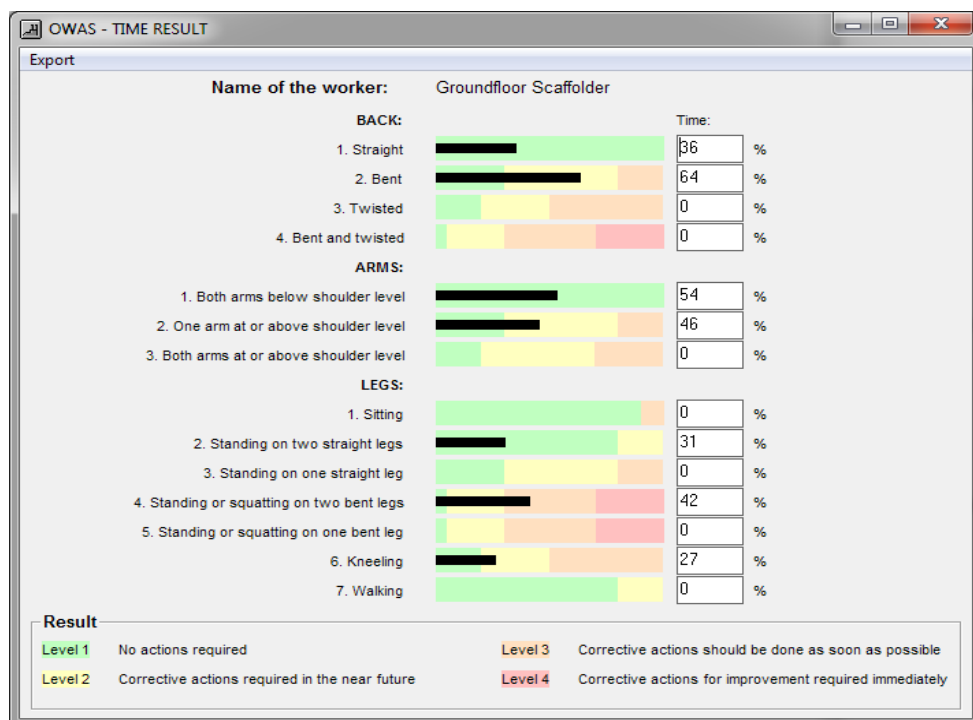 OWAS - TIME RESULT
Export
Name of the worker: Groundfloor Scaffolder
BACK: Time:
1. Straight 36 %
2. Bent 64 %
3. Twisted 0 %
4. Bent and twisted 0 %
ARMS:
1. Both arms below shoulder level 54 %
2. One arm at or above shoulder level 46 %
3. Both arms at or above shoulder level 0 %
LEGS:
1. Sitting 0 %
2. Standing on two straight legs 31 %
3. Standing on one straight leg 0 %
4. Standing or squatting on two bent legs 42 %
5. Standing or squatting on one bent leg 0 %
6. Kneeling 27 %
7. Walking 0 %
Result
Level 1 No actions required Level 3 Corrective actions should be done as soon as possible
Level 2 Corrective actions required in the near future Level 4 Corrective actions for improvement required immediately